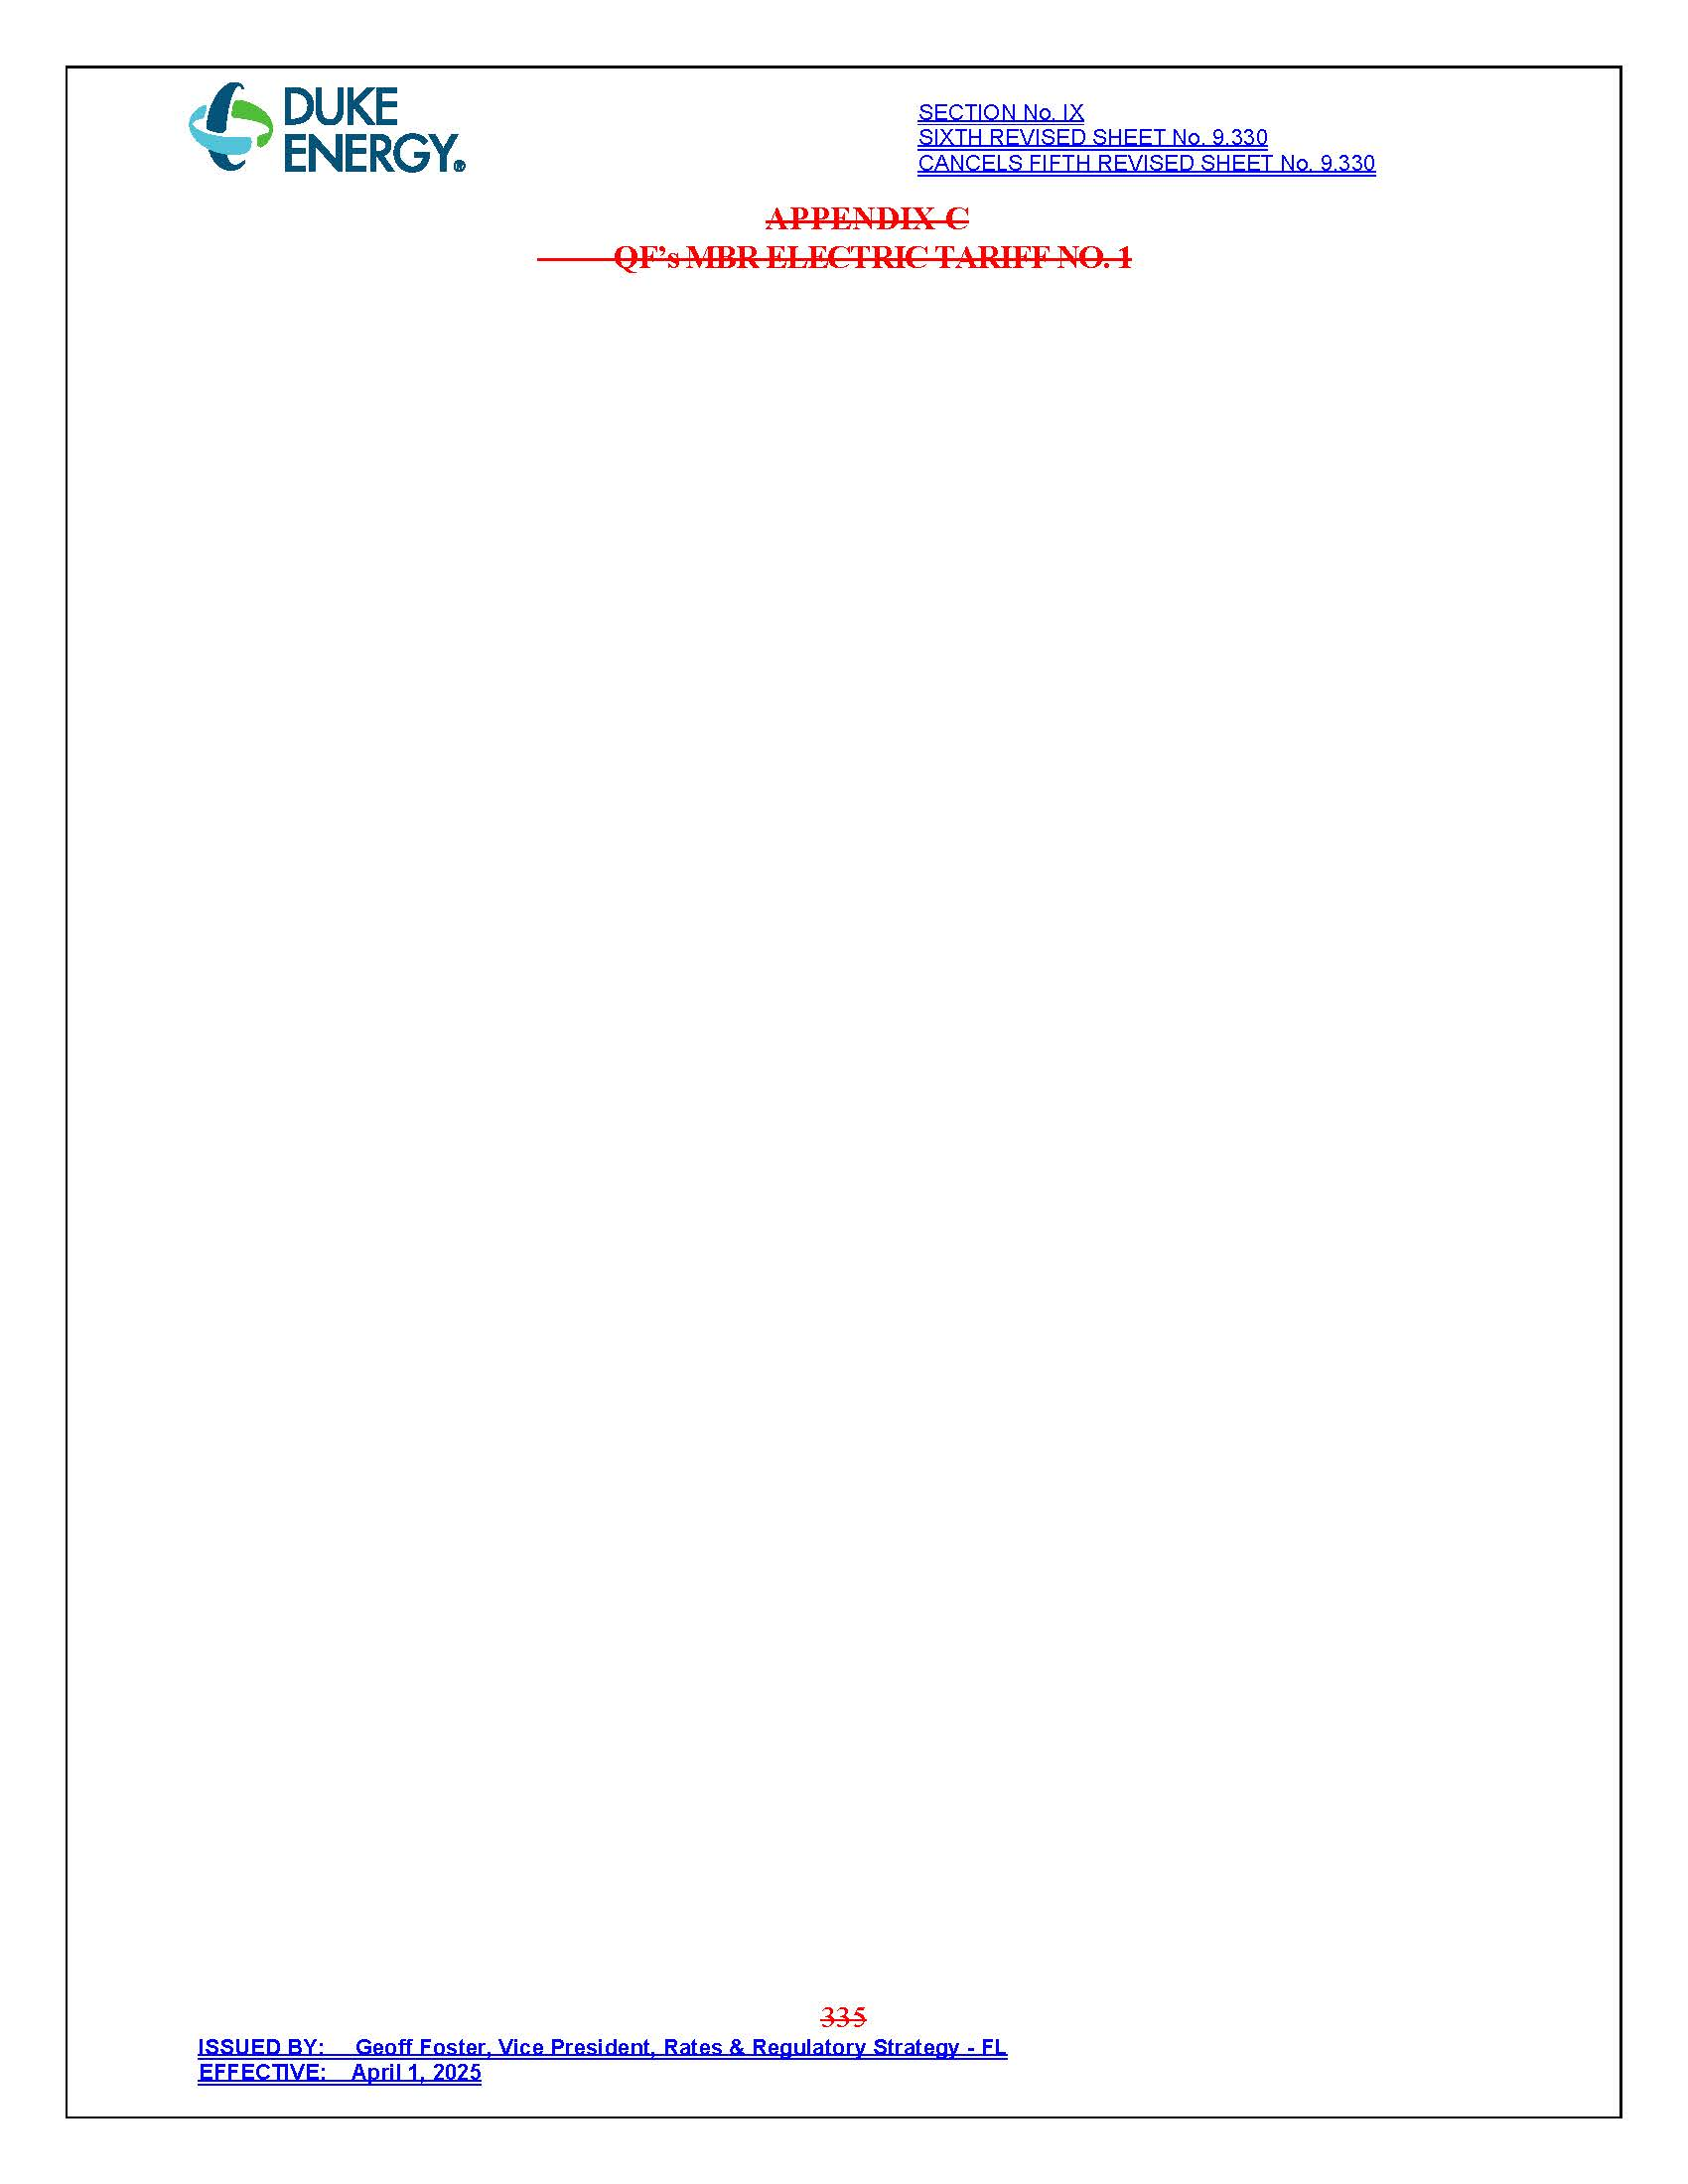 DUKE
ENERGY®
SECTION No. IX
SIXTH REVISED SHEET No. 9.330
CANCELS FIFTH REVISED SHEET No. 9.330
APPENDIX C
QF’s MBR ELECTRIC TARIFF NO. 1
335
ISSUED BY: Geoff Foster, Vice President, Rates & Regulatory Strategy - FL
EFFECTIVE: April 1, 2025